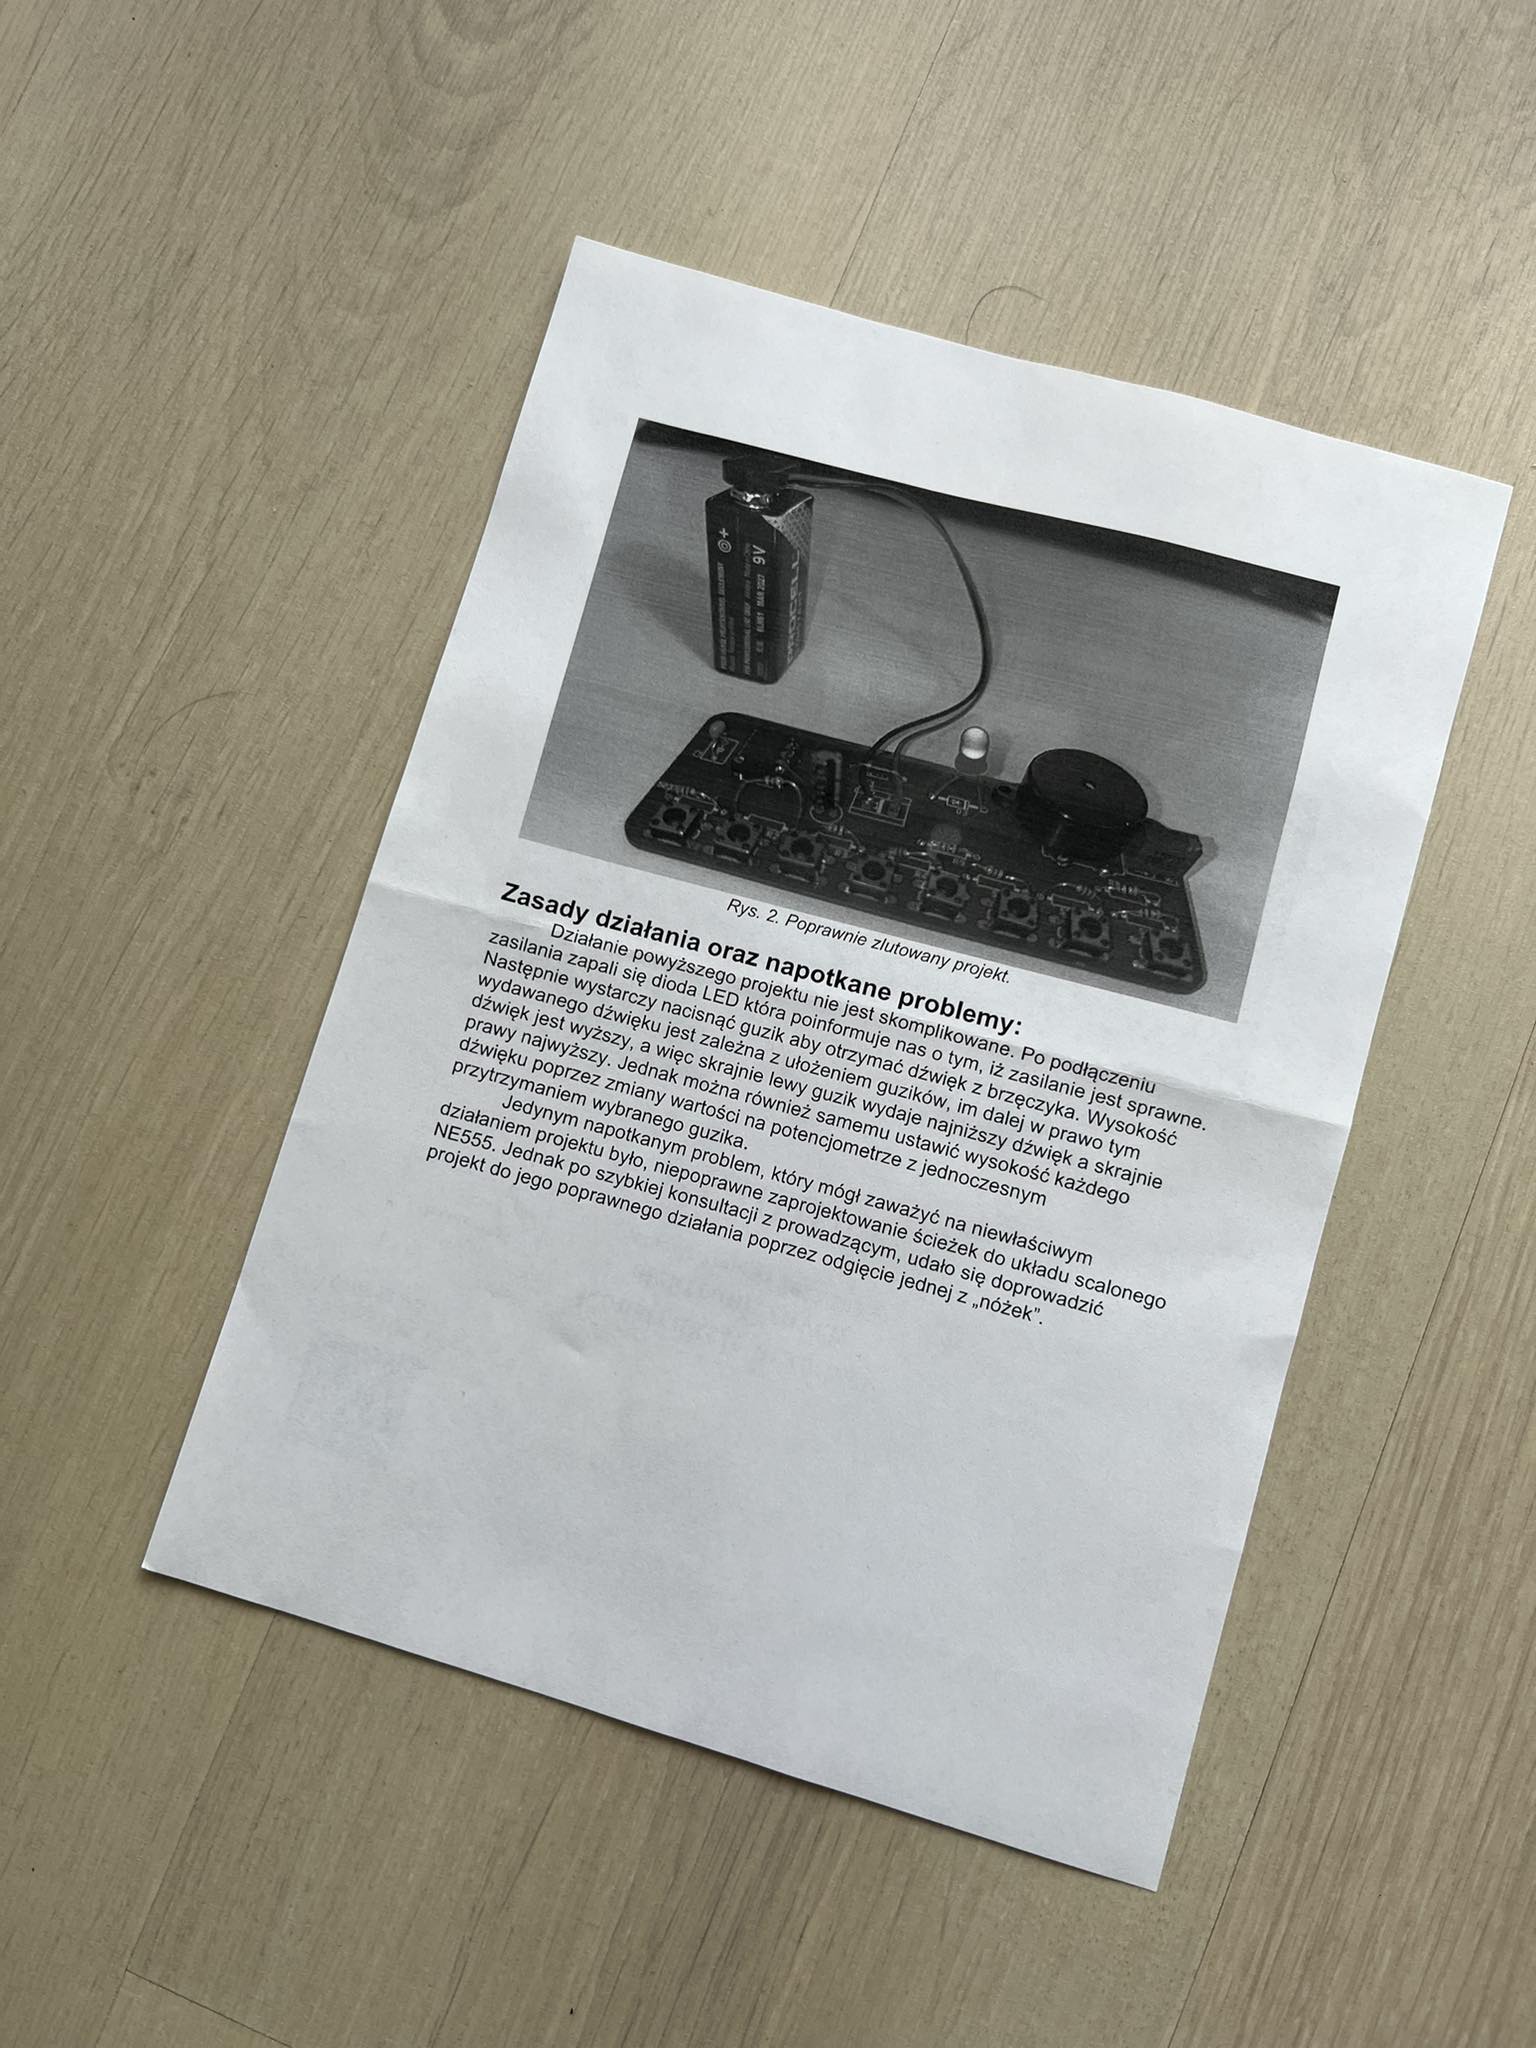 9V
MAR 2027
PROCELL
Rys. 2. Poprawnie zlutowany projekt.
Zasady działania oraz napotkane problemy:
Działanie powyższego projektu nie jest skomplikowane. Po podłączeniu
zasilania zapali się dioda LED która poinformuje nas o tym, iż zasilanie jest sprawne.
Następnie wystarczy nacisnąć guzik aby otrzymać dźwięk z brzęczyka. Wysokość
wydawanego dźwięku jest zależna z ułożeniem guzików, im dalej w prawo tym
dźwięk jest wyższy, a więc skrajnie lewy guzik wydaje najniższy dźwięk a skrajnie
prawy najwyższy. Jednak można również samemu ustawić wysokość każdego
dźwięku poprzez zmiany wartości na potencjometrze z jednoczesnym
przytrzymaniem wybranego guzika.
Jedynym napotkanym problem, który mógł zaważyć na niewłaściwym
działaniem projektu było, niepoprawne zaprojektowanie ścieżek do układu scalonego
NE555. Jednak po szybkiej konsultacji z prowadzącym, udało się doprowadzić
projekt do jego poprawnego działania poprzez odgięcie jednej z „nóżek”.